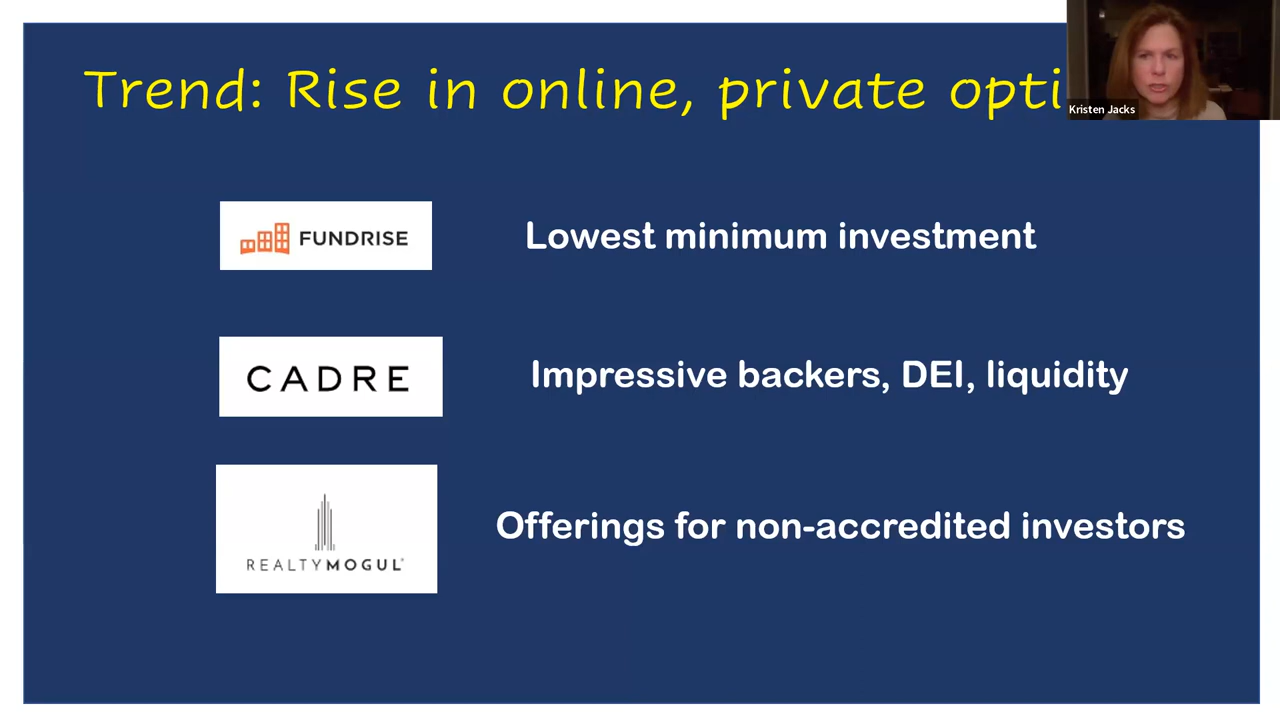 Trend: Rise in online, private opti
Kristen Jacks
FUNDRISE
Lowest minimum investment
CADRE
Impressive backers, DEI, liquidity
REALTYMOGUL
Offerings for non-accredited investors